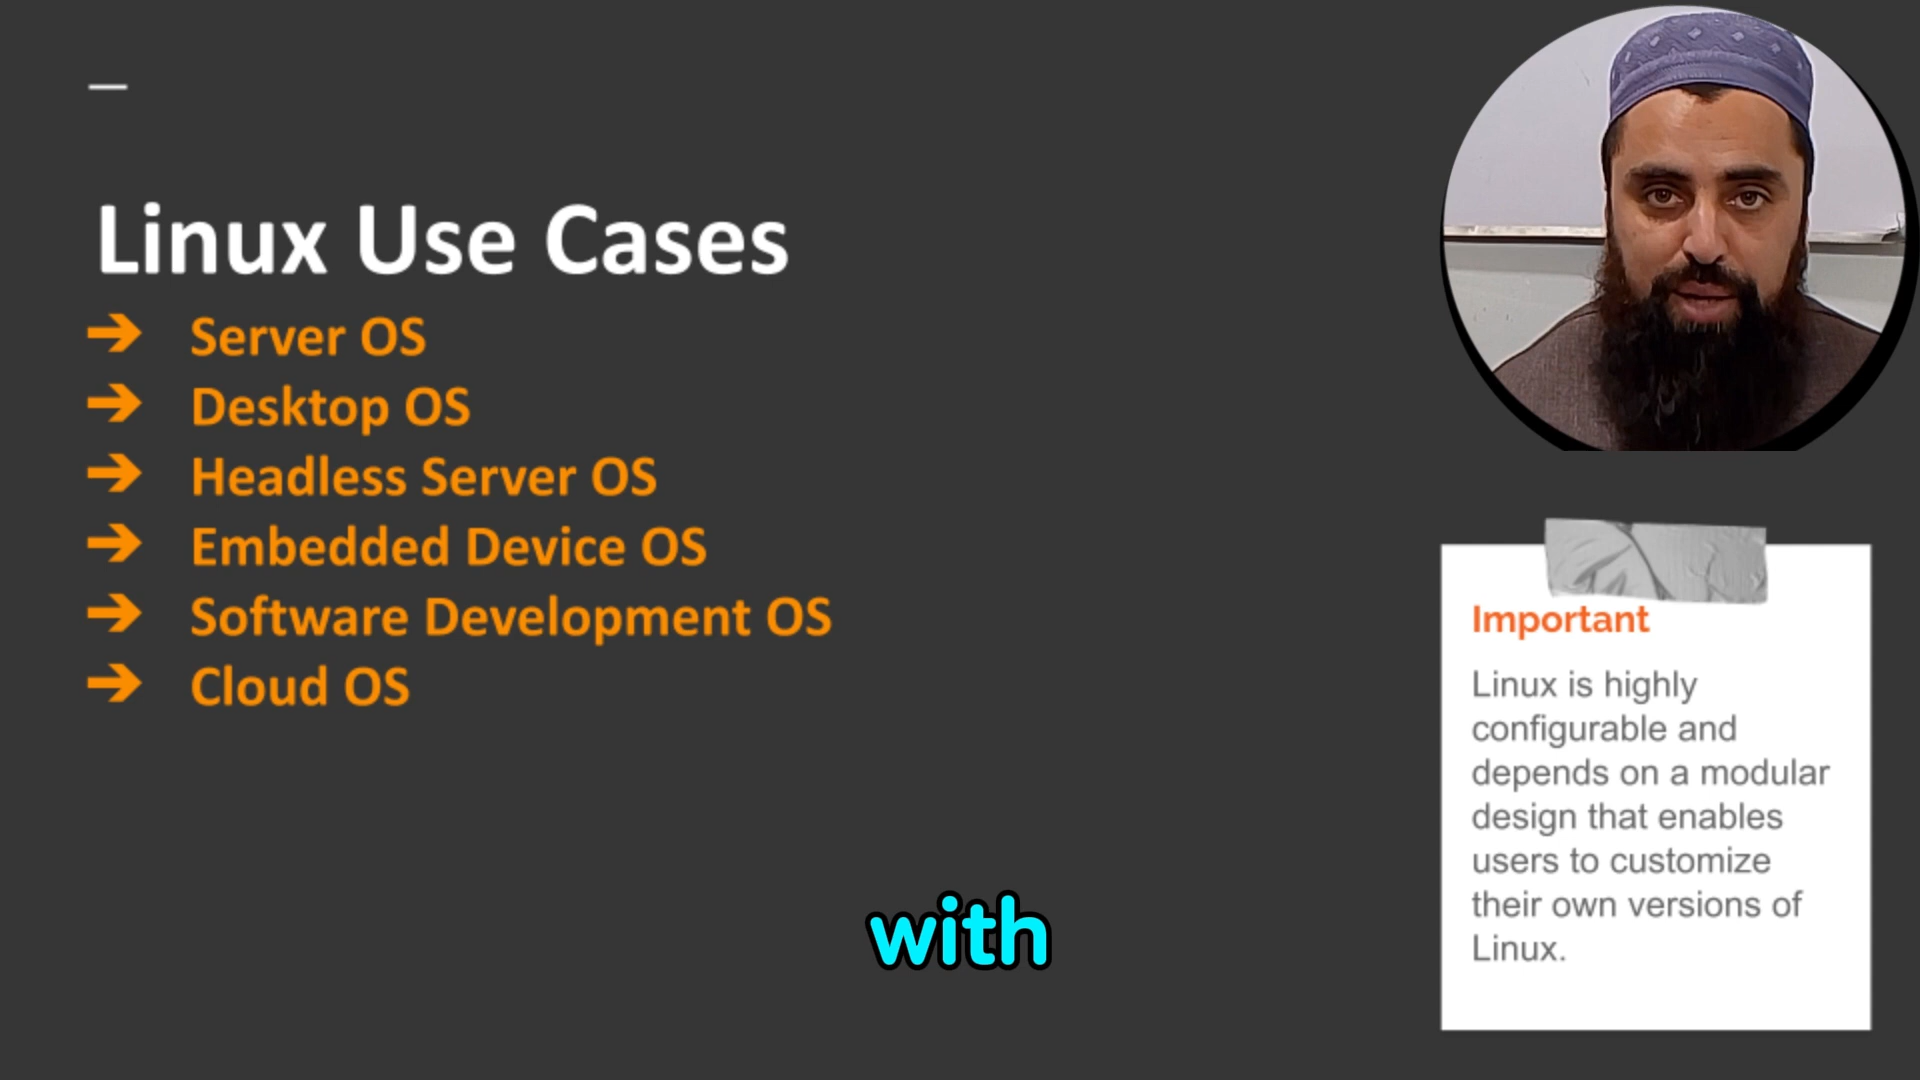 Linux Use Cases
➔ Server OS
➔ Desktop OS
➔ Headless Server OS
➔ Embedded Device OS
➔ Software Development OS
➔ Cloud OS
Important
Linux is highly
configurable and
depends on a modular
design that enables
users to customize
their own versions of
Linux.
with